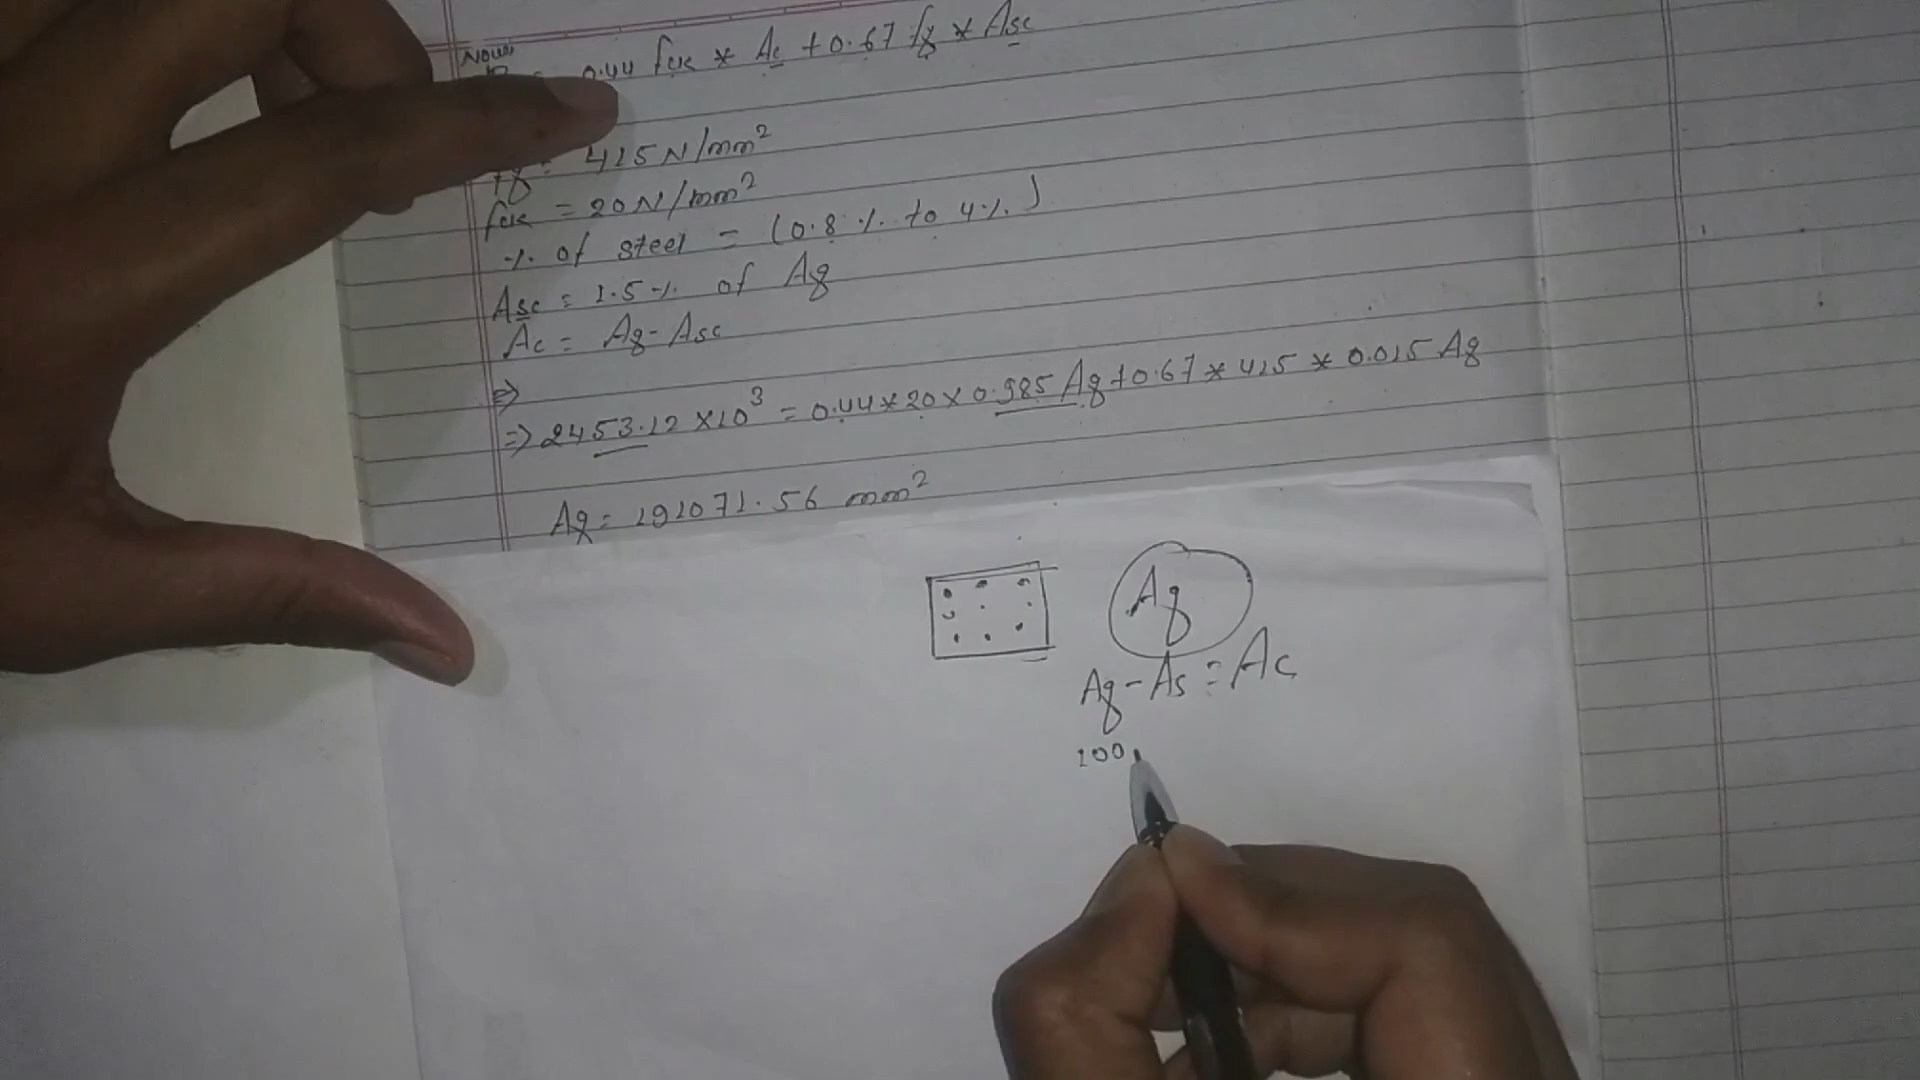 Now
0.44 fck * Ac + 0.67 fy * Asc
fy = 415 N/mm²
fck = 20 N/mm²
% of steel = (0.8 % to 4%)
Asc = 1.5 % of Ag
Ac = Ag - Asc
⇒
⇒ 2453.12 × 10³ = 0.44 * 20 × 0.985 Ag + 0.67 * 415 * 0.015 Ag
Ag = 191071.56 mm²
Ag
Ag - As = Ac
100